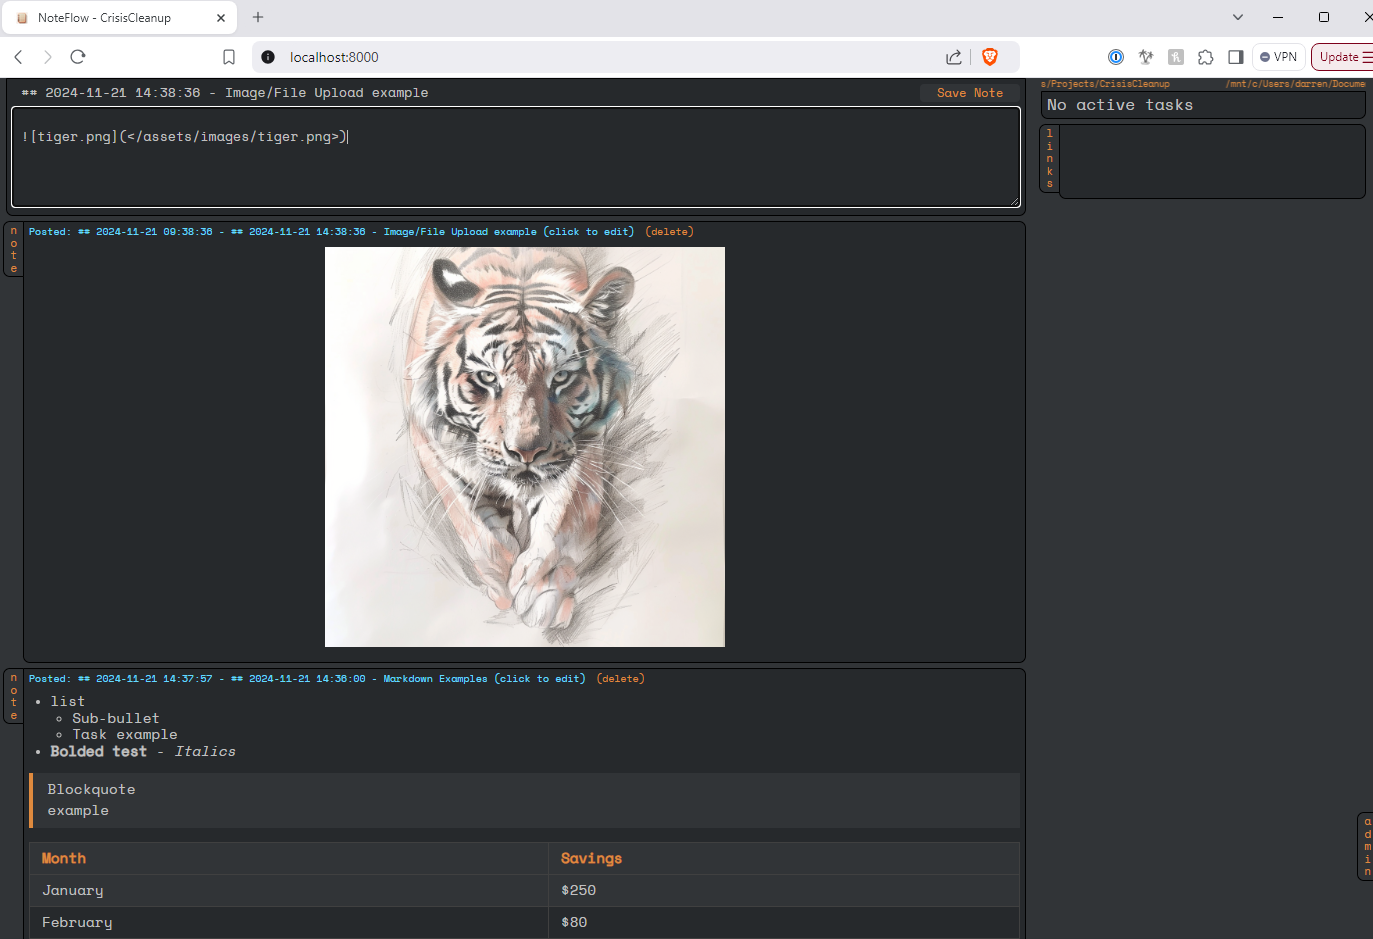 NoteFlow - CrisisCleanup
localhost:8000
VPN
Update
## 2024-11-21 14:38:36 - Image/File Upload example
Save Note
![tiger.png](</assets/images/tiger.png>)
s/Projects/CrisisCleanup
/mnt/c/Users/darren/Docume
No active tasks
links
note
Posted: ## 2024-11-21 09:38:36 - ## 2024-11-21 14:38:36 - Image/File Upload example (click to edit) (delete)
note
Posted: ## 2024-11-21 14:37:57 - ## 2024-11-21 14:36:00 - Markdown Examples (click to edit) (delete)
list
Sub-bullet
Task example
Bolded test - Italics
Blockquote
example
Month Savings
January $250
February $80
admin